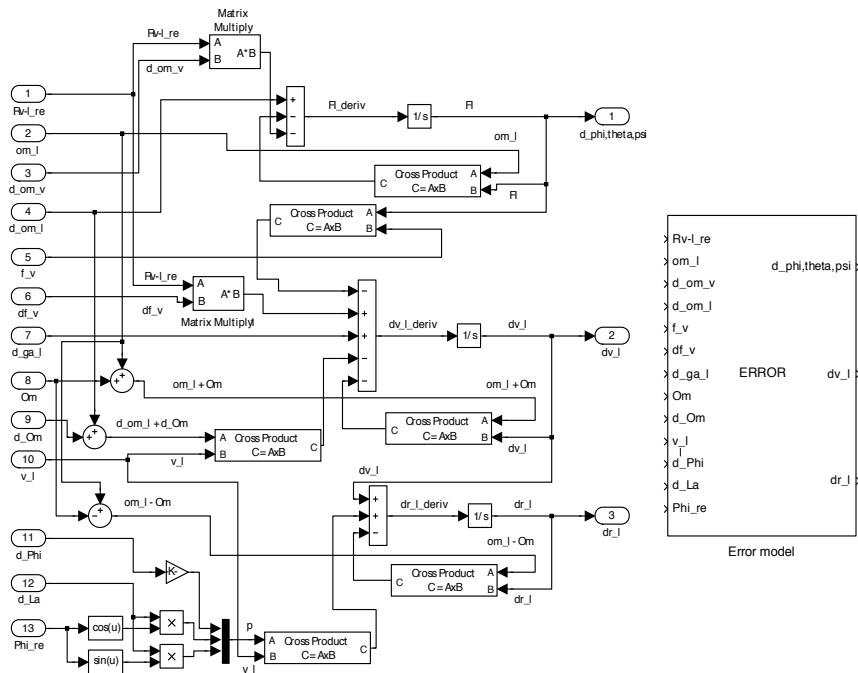 Matrix
Multiply
Rv-l_re
A
B
A*B
d_om_v
1
Rv-l_re
2
om_l
3
d_om_v
4
d_om_l
5
f_v
6
df_v
7
d_ga_l
8
Om
9
d_Om
10
v_l
11
d_Phi
12
d_La
13
Phi_re
+
−
−
FI_deriv
1/s
FI
1
d_phi,theta,psi
om_l
Cross Product
C = AxB
A
B
C
FI
Cross Product
C = AxB
A
B
C
Rv-l_re
A
B
A*B
df_v
Matrix Multiply1
−
+
+
−
−
dv_l_deriv
1/s
dv_l
2
dv_l
+
+
om_l + Om
om_l + Om
+
+
d_om_l + d_Om
A
B
Cross Product
C = AxB
C
v_l
Cross Product
C = AxB
A
B
C
dv_l
dv_l
−
+
om_l - Om
+
+
−
dr_l_deriv
1/s
dr_l
3
dr_l
om_l - Om
Cross Product
C = AxB
A
B
C
dr_l
K-
cos(u)
sin(u)
×
×
p
A
B
Cross Product
C = AxB
C
v_l
Rv-l_re
om_l
d_om_v
d_om_l
f_v
df_v
d_ga_l
Om
d_Om
v_l
l
d_Phi
d_La
Phi_re
ERROR
d_phi,theta,psi
dv_l
dr_l
Error model